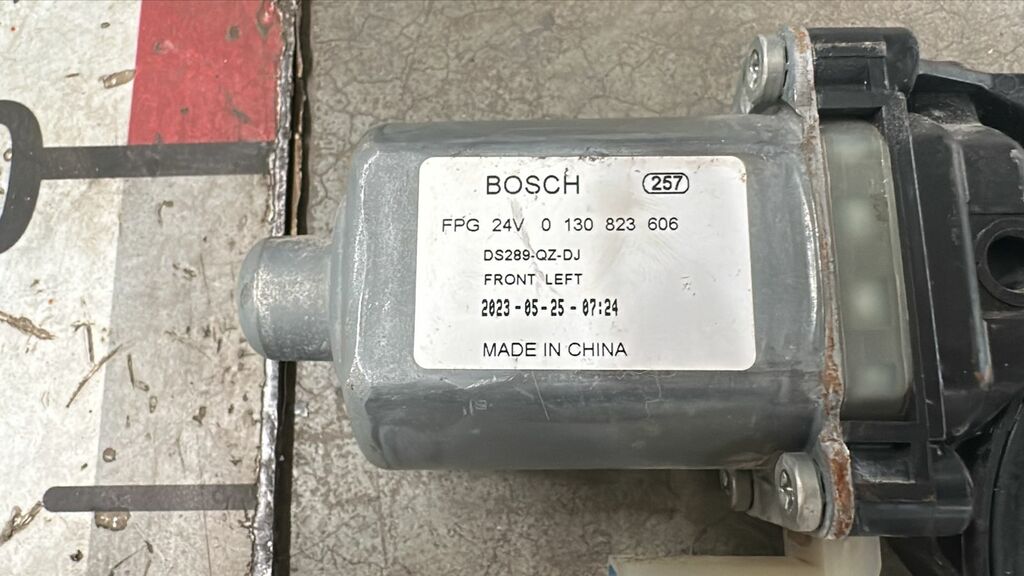 BOSCH 257
FPG 24V 0 130 823 606
DS289-QZ-DJ
FRONT LEFT
2023-05-25-07:24
MADE IN CHINA